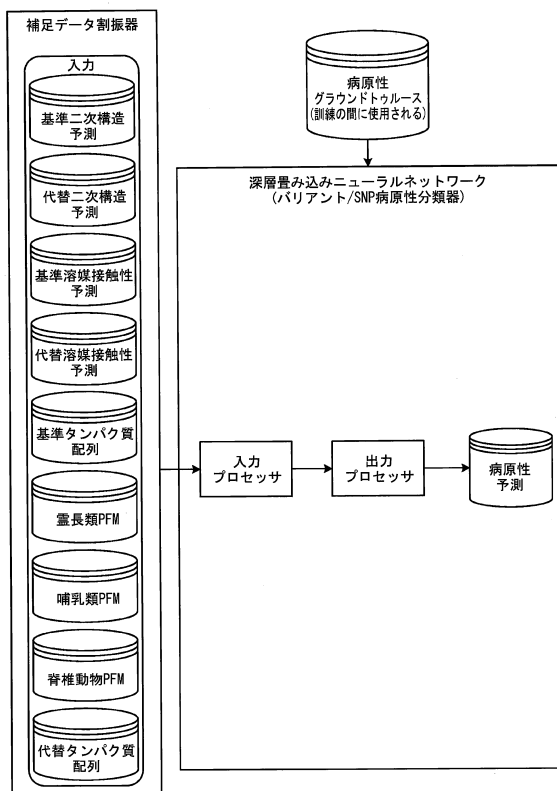 補足データ割振器
入力
基準二次構造
予測
代替二次構造
予測
基準溶媒接触性
予測
代替溶媒接触性
予測
基準タンパク質
配列
霊長類PFM
哺乳類PFM
脊椎動物PFM
代替タンパク質
配列
病原性
グラウンドトゥルース
(訓練の間に使用される)
深層畳み込みニューラルネットワーク
(バリアント/SNP病原性分類器)
入力
プロセッサ
出力
プロセッサ
病原性
予測